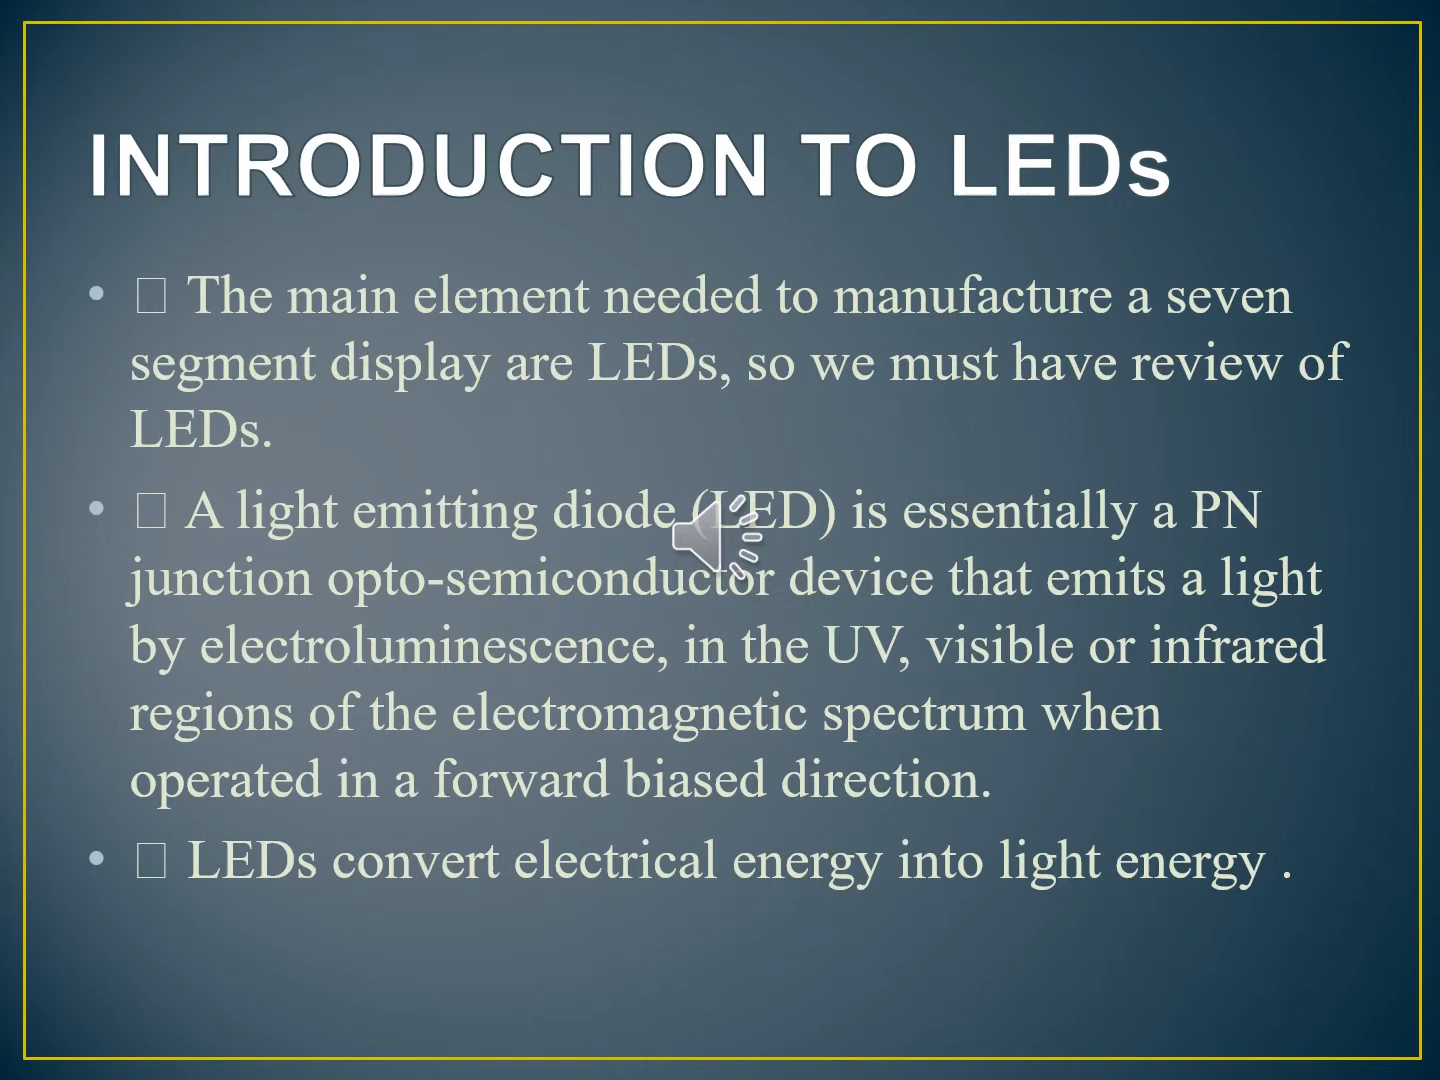 INTRODUCTION TO LEDs
• □ The main element needed to manufacture a seven
segment display are LEDs, so we must have review of
LEDs.
• □ A light emitting diode (LED) is essentially a PN
junction opto-semiconductor device that emits a light
by electroluminescence, in the UV, visible or infrared
regions of the electromagnetic spectrum when
operated in a forward biased direction.
• □ LEDs convert electrical energy into light energy .